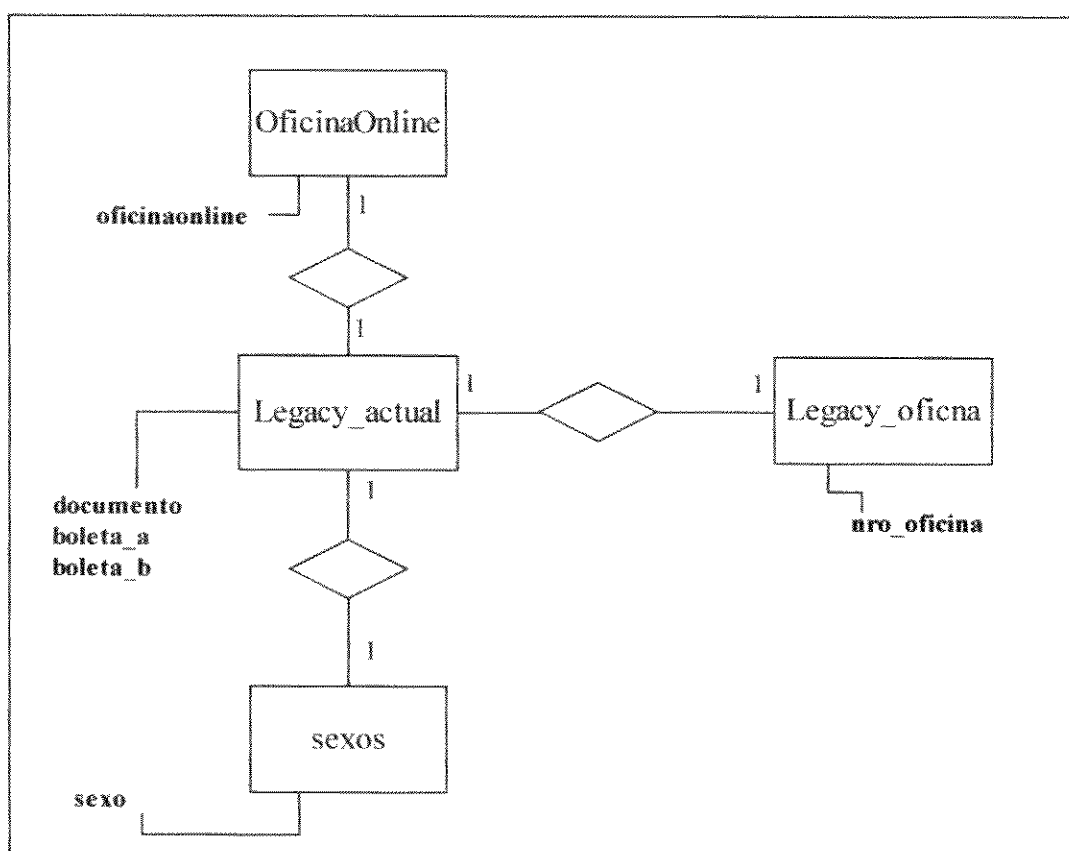 OficinaOnline
1
oficinaonline
1
Legacy_actual
1
1
Legacy_oficna
documento
boleta_a
boleta_b
1
nro_oficina
1
sexos
sexo